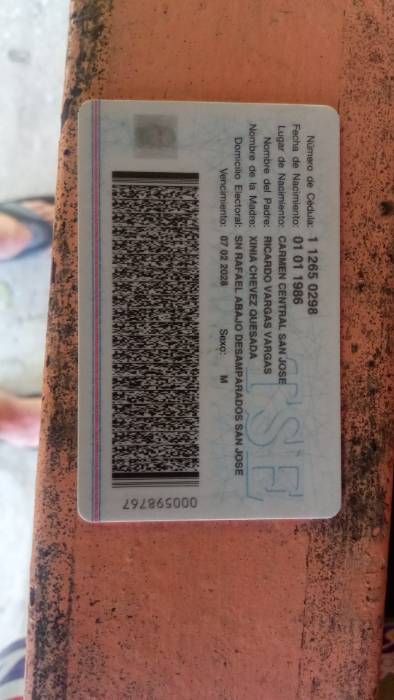 Número de Cédula: 1 1265 0298
Fecha de Nacimiento: 01 01 1986
Lugar de Nacimiento: CARMEN CENTRAL SAN JOSE
Nombre del Padre: RICARDO VARGAS VARGAS
Nombre de la Madre: XINIA CHEVEZ QUESADA
Domicilio Electoral: SN RAFAEL ABAJO DESAMPARADOS SAN JOSE
Vencimiento: 07 02 2028 Sexo: M
TSE
000598767